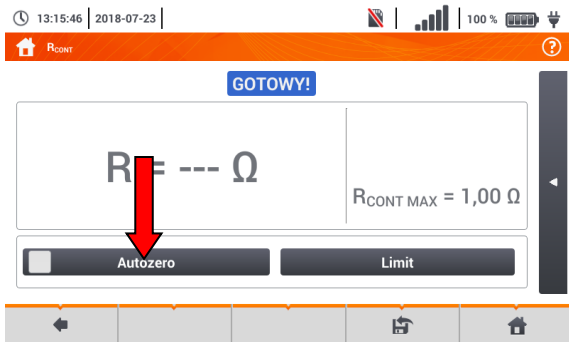 13:15:46 2018-07-23 100 %
RCONT
GOTOWY!
R = --- Ω
RCONT MAX = 1,00 Ω
Autozero Limit